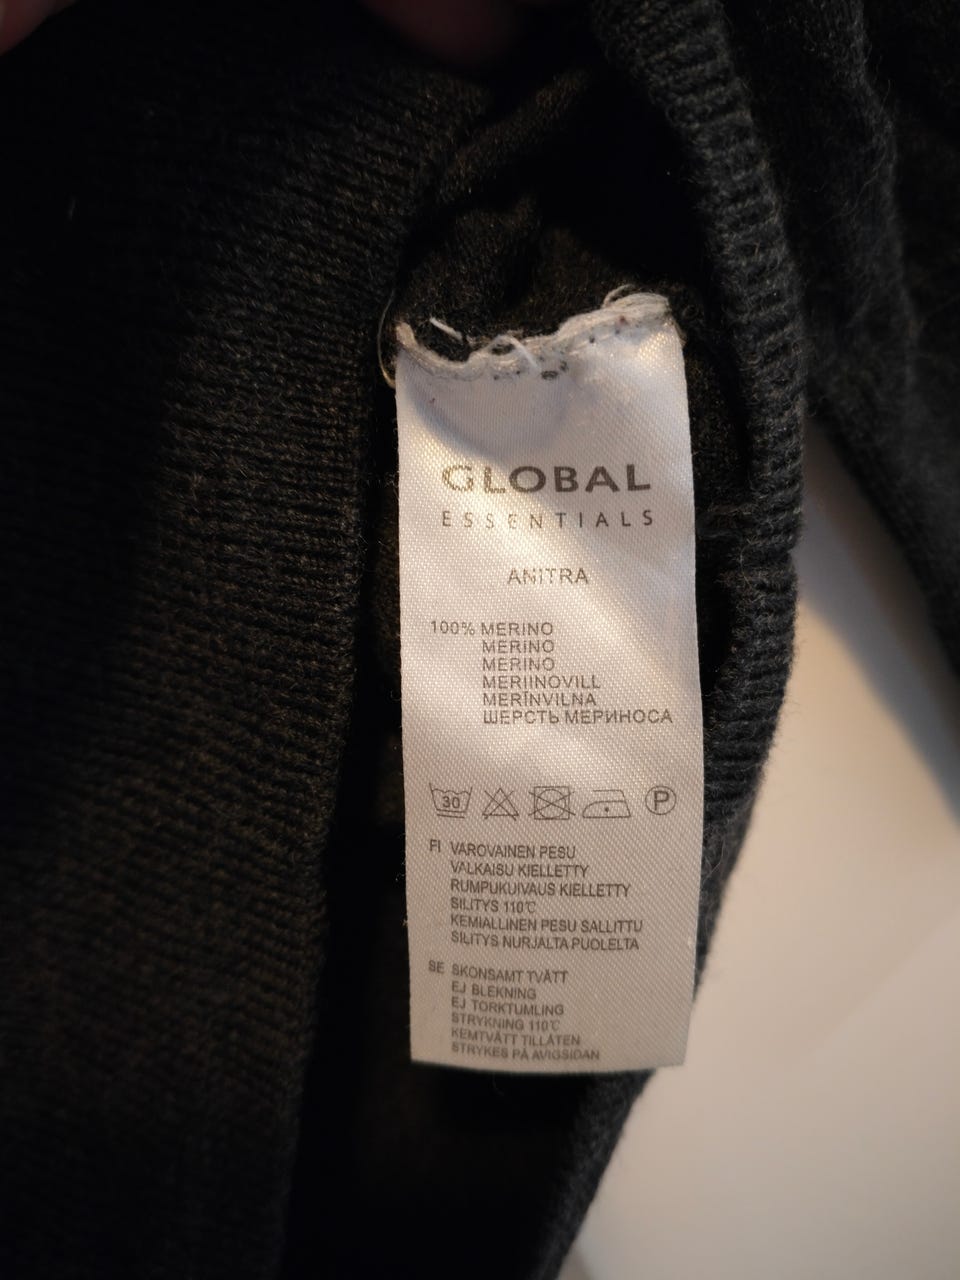 GLOBAL
ESSENTIALS
ANITRA
100% MERINO
MERINO
MERINO
MERIINOVILL
MERĪNVILNA
ШЕРСТЬ МЕРИНОСА
30 P
FI VAROVAINEN PESU
VALKAISU KIELLETTY
RUMPUKUIVAUS KIELLETTY
SILITYS 110℃
KEMIALLINEN PESU SALLITTU
SILITYS NURJALTA PUOLELTA
SE SKONSAMT TVÄTT
EJ BLEKNING
EJ TORKTUMLING
STRYKNING 110℃
KEMTVÄTT TILLÅTEN
STRYKES PÅ AVIGSIDAN